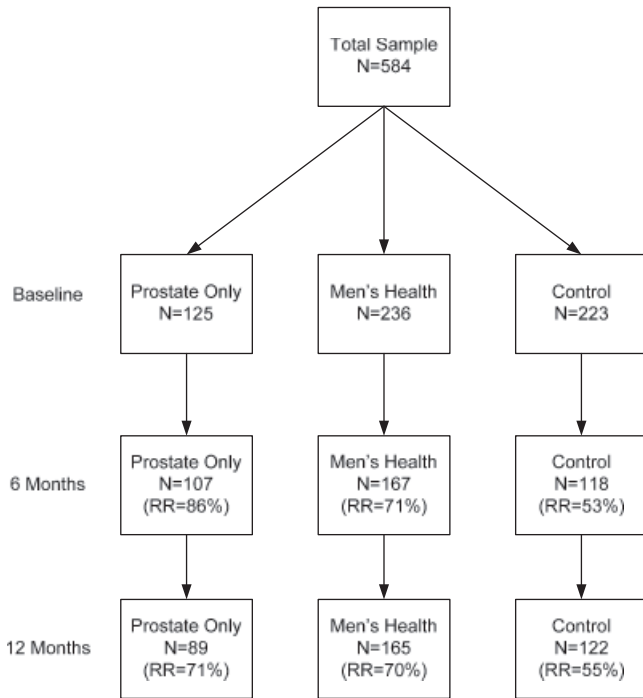 Total Sample
N=584
Baseline
Prostate Only
N=125
Men's Health
N=236
Control
N=223
6 Months
Prostate Only
N=107
(RR=86%)
Men's Health
N=167
(RR=71%)
Control
N=118
(RR=53%)
12 Months
Prostate Only
N=89
(RR=71%)
Men's Health
N=165
(RR=70%)
Control
N=122
(RR=55%)